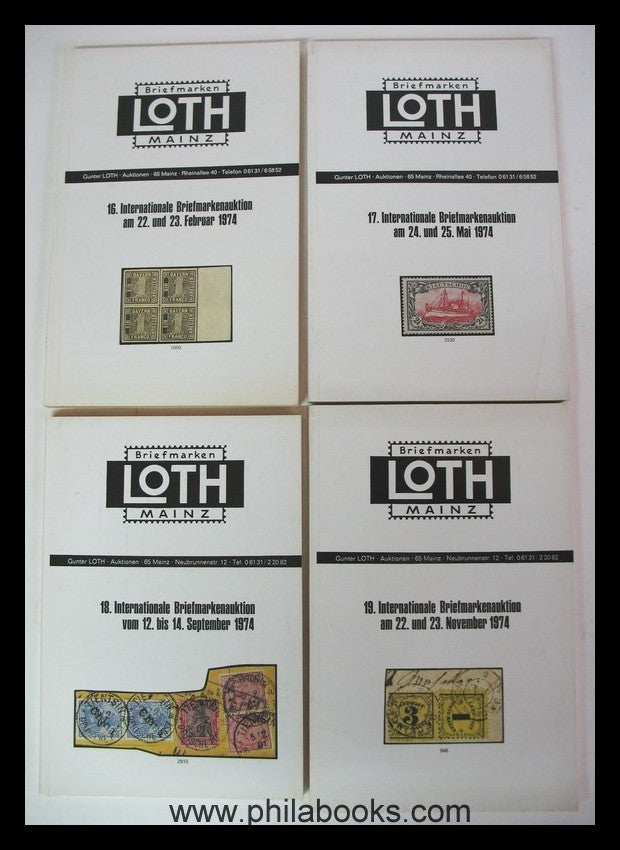 Briefmarken
LOTH
MAINZ
Gunter LOTH · Auktionen · 65 Mainz · Rheinallee 40 · Telefon 0 61 31 / 6 58 52
16. Internationale Briefmarkenauktion
am 22. und 23. Februar 1974
BAYERN
FRANCO
1050
Briefmarken
LOTH
MAINZ
Gunter LOTH · Auktionen · 65 Mainz · Rheinallee 40 · Telefon 0 61 31 / 6 58 52
17. Internationale Briefmarkenauktion
am 24. und 25. Mai 1974
KIAUTSCHOU
2530
Briefmarken
LOTH
MAINZ
Gunter LOTH · Auktionen · 65 Mainz · Neubrunnenstr. 12 · Tel. 0 61 31 / 2 20 82
18. Internationale Briefmarkenauktion
vom 12. bis 14. September 1974
2910
Briefmarken
LOTH
MAINZ
Gunter LOTH · Auktionen · 65 Mainz · Neubrunnenstr. 12 · Tel. 0 61 31 / 2 20 82
19. Internationale Briefmarkenauktion
am 22. und 23. November 1974
3 1
946
www.philabooks.com